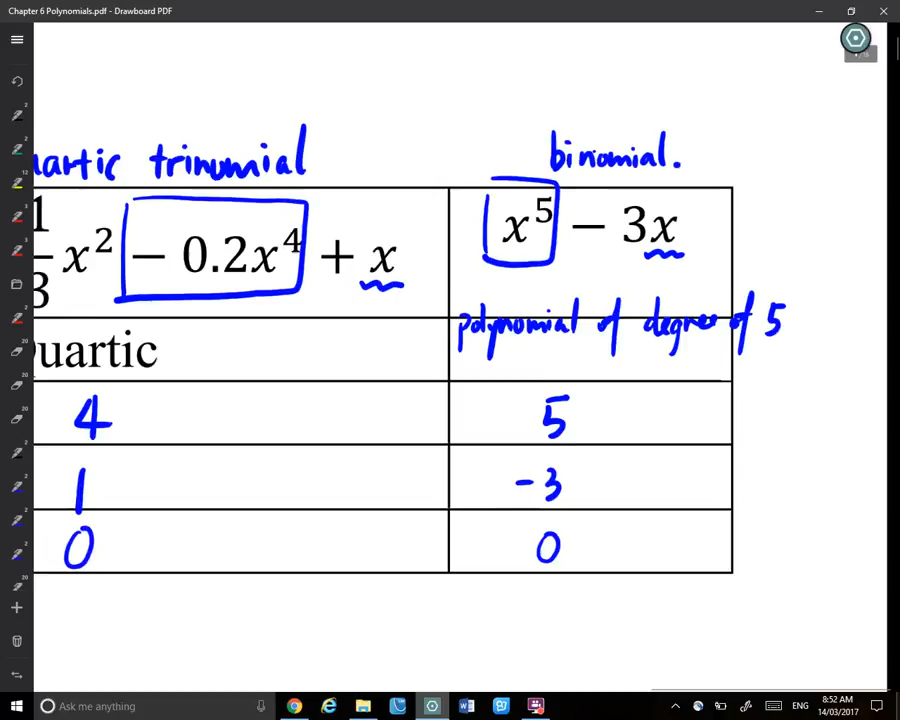 Chapter 6 Polynomials.pdf - Drawboard PDF
uartic trinomial
binomial.
1/3 x² − 0.2x⁴ + x
x⁵ − 3x
uartic
polynomial of degree of 5
4
5
1
-3
0
0
Ask me anything
ENG
8:52 AM
14/03/2017